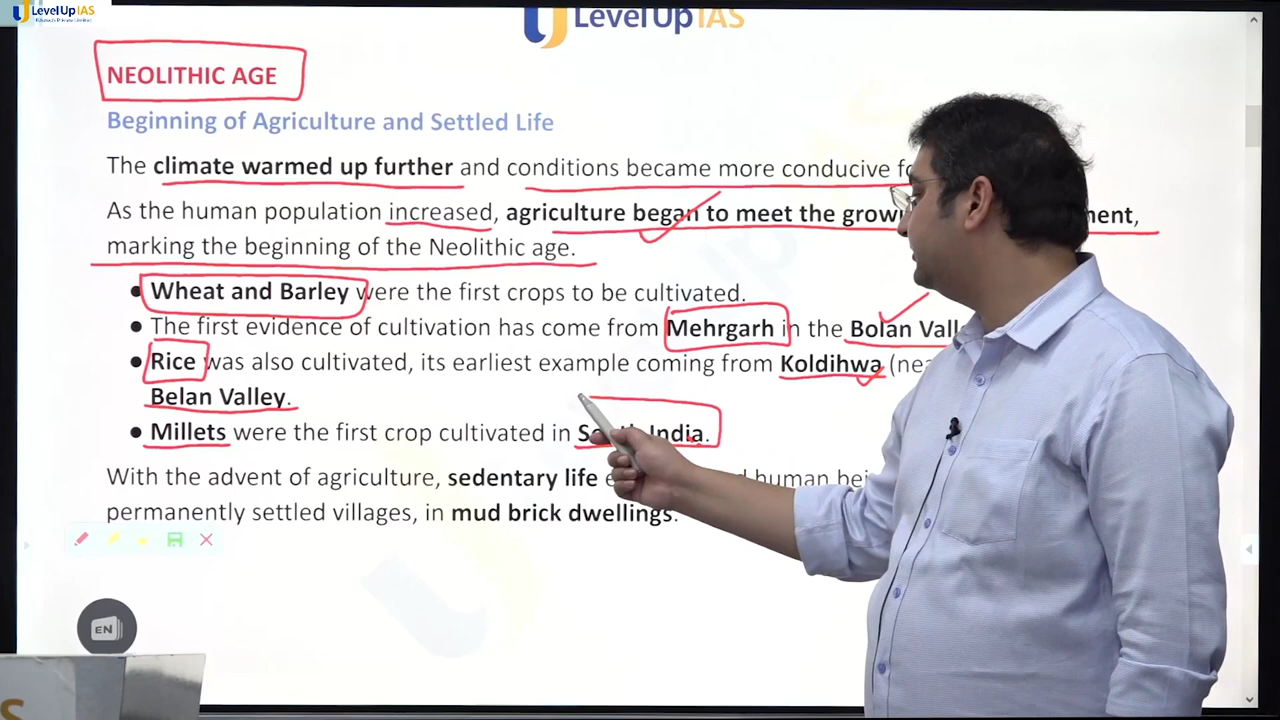 LevelUp IAS
LevelUp IAS
NEOLITHIC AGE
Beginning of Agriculture and Settled Life
The climate warmed up further and conditions became more conducive
As the human population increased, agriculture began to meet the
marking the beginning of the Neolithic age.
● Wheat and Barley were the first crops to be cultivated.
● The first evidence of cultivation has come from Mehrgarh in the Bolan
● Rice was also cultivated, its earliest example coming from Koldihwa
Belan Valley.
● Millets were the first crop cultivated in South India.
With the advent of agriculture, sedentary life human
permanently settled villages, in mud brick dwellings.
EN